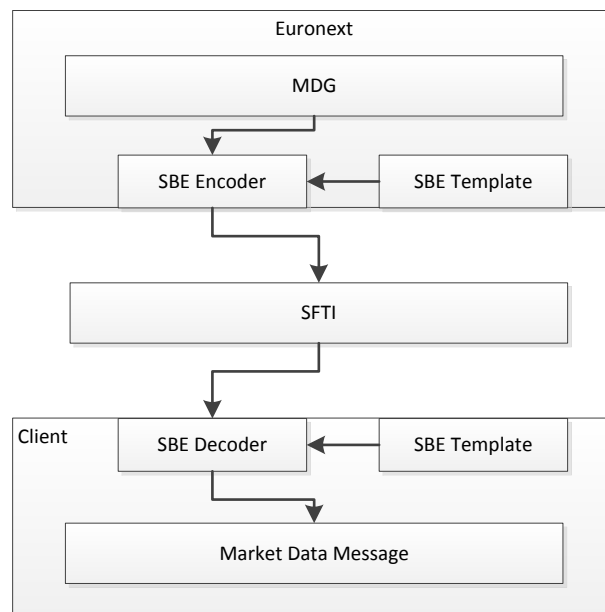 Euronext
MDG
SBE Encoder
SBE Template
SFTI
Client
SBE Decoder
SBE Template
Market Data Message